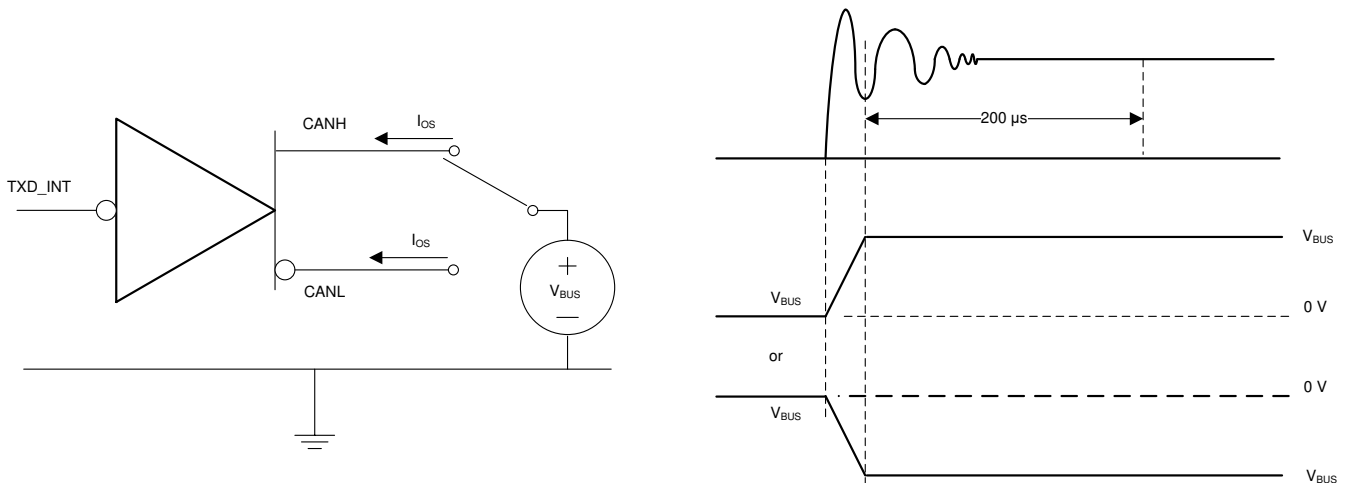 CANH
I_OS
TXD_INT
I_OS
+
V_BUS
—
CANL
200 µs
V_BUS
V_BUS
0 V
or
0 V
V_BUS
V_BUS